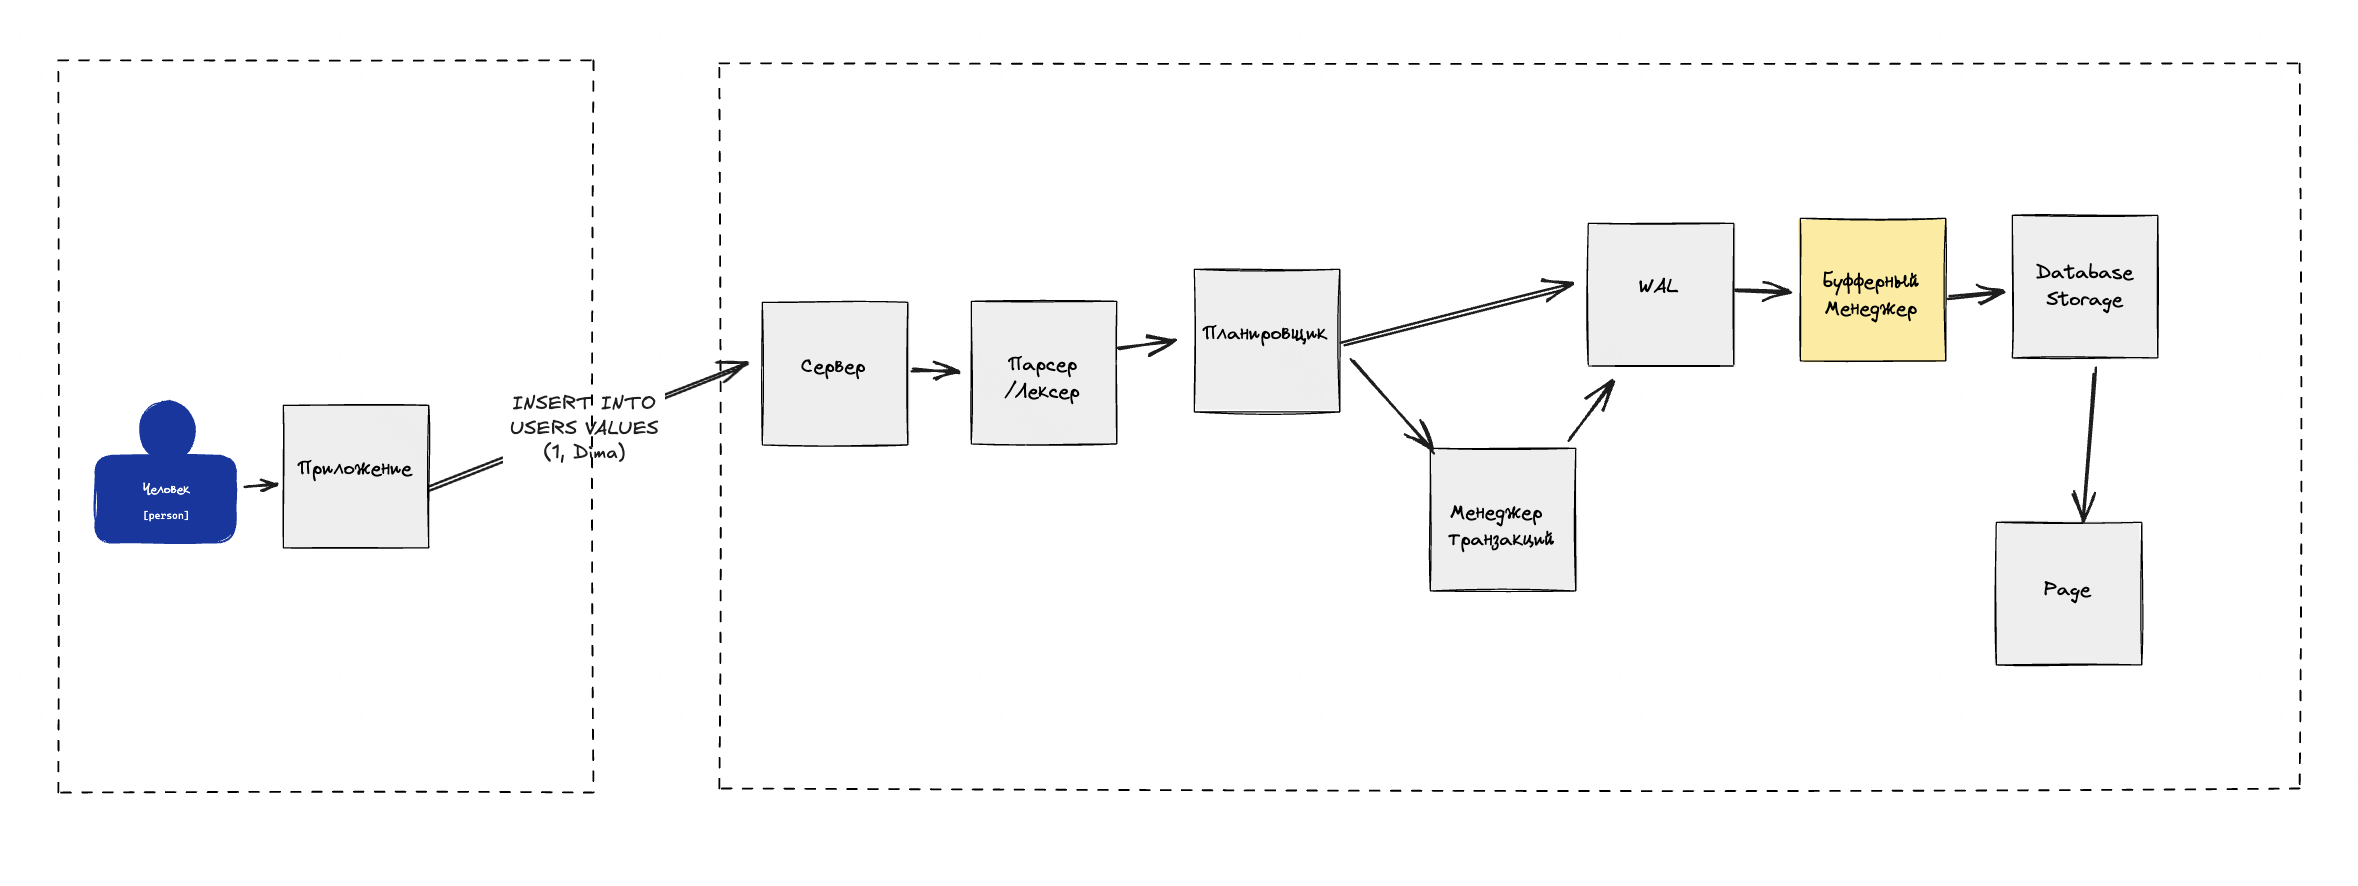 Человек
[person]
Приложение
INSERT INTO
USERS VALUES
(1, Dima)
Сервер
Парсер
/Лексер
Планировщик
Менеджер
Транзакций
WAL
Буфферный
Менеджер
Database
Storage
Page